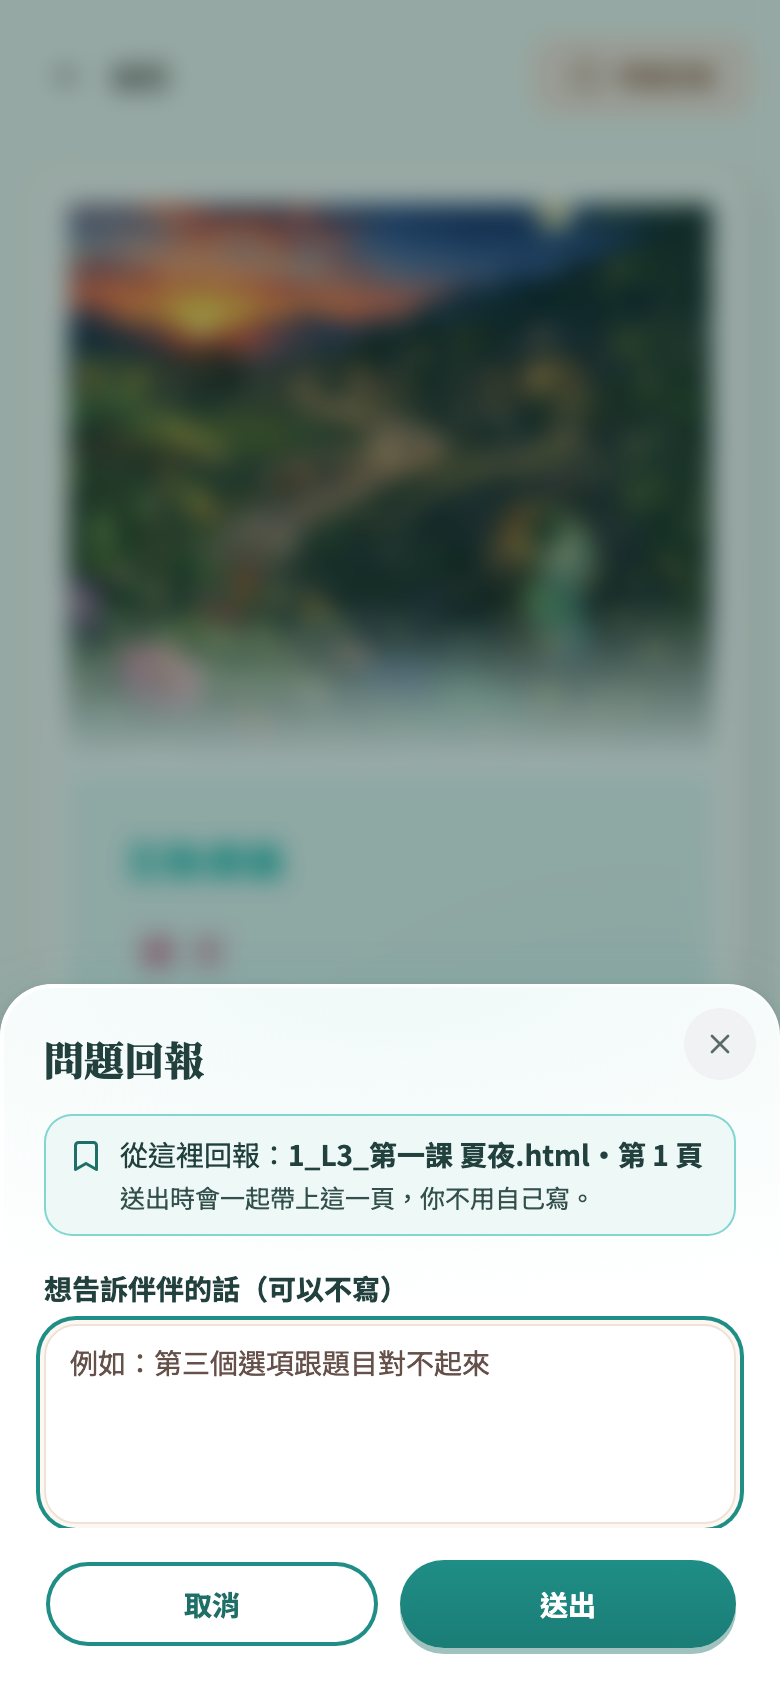 問題回報
從這裡回報：1_L3_第一課 夏夜.html・第 1 頁
送出時會一起帶上這一頁，你不用自己寫。
想告訴伴伴的話（可以不寫）
例如：第三個選項跟題目對不起來
取消
送出